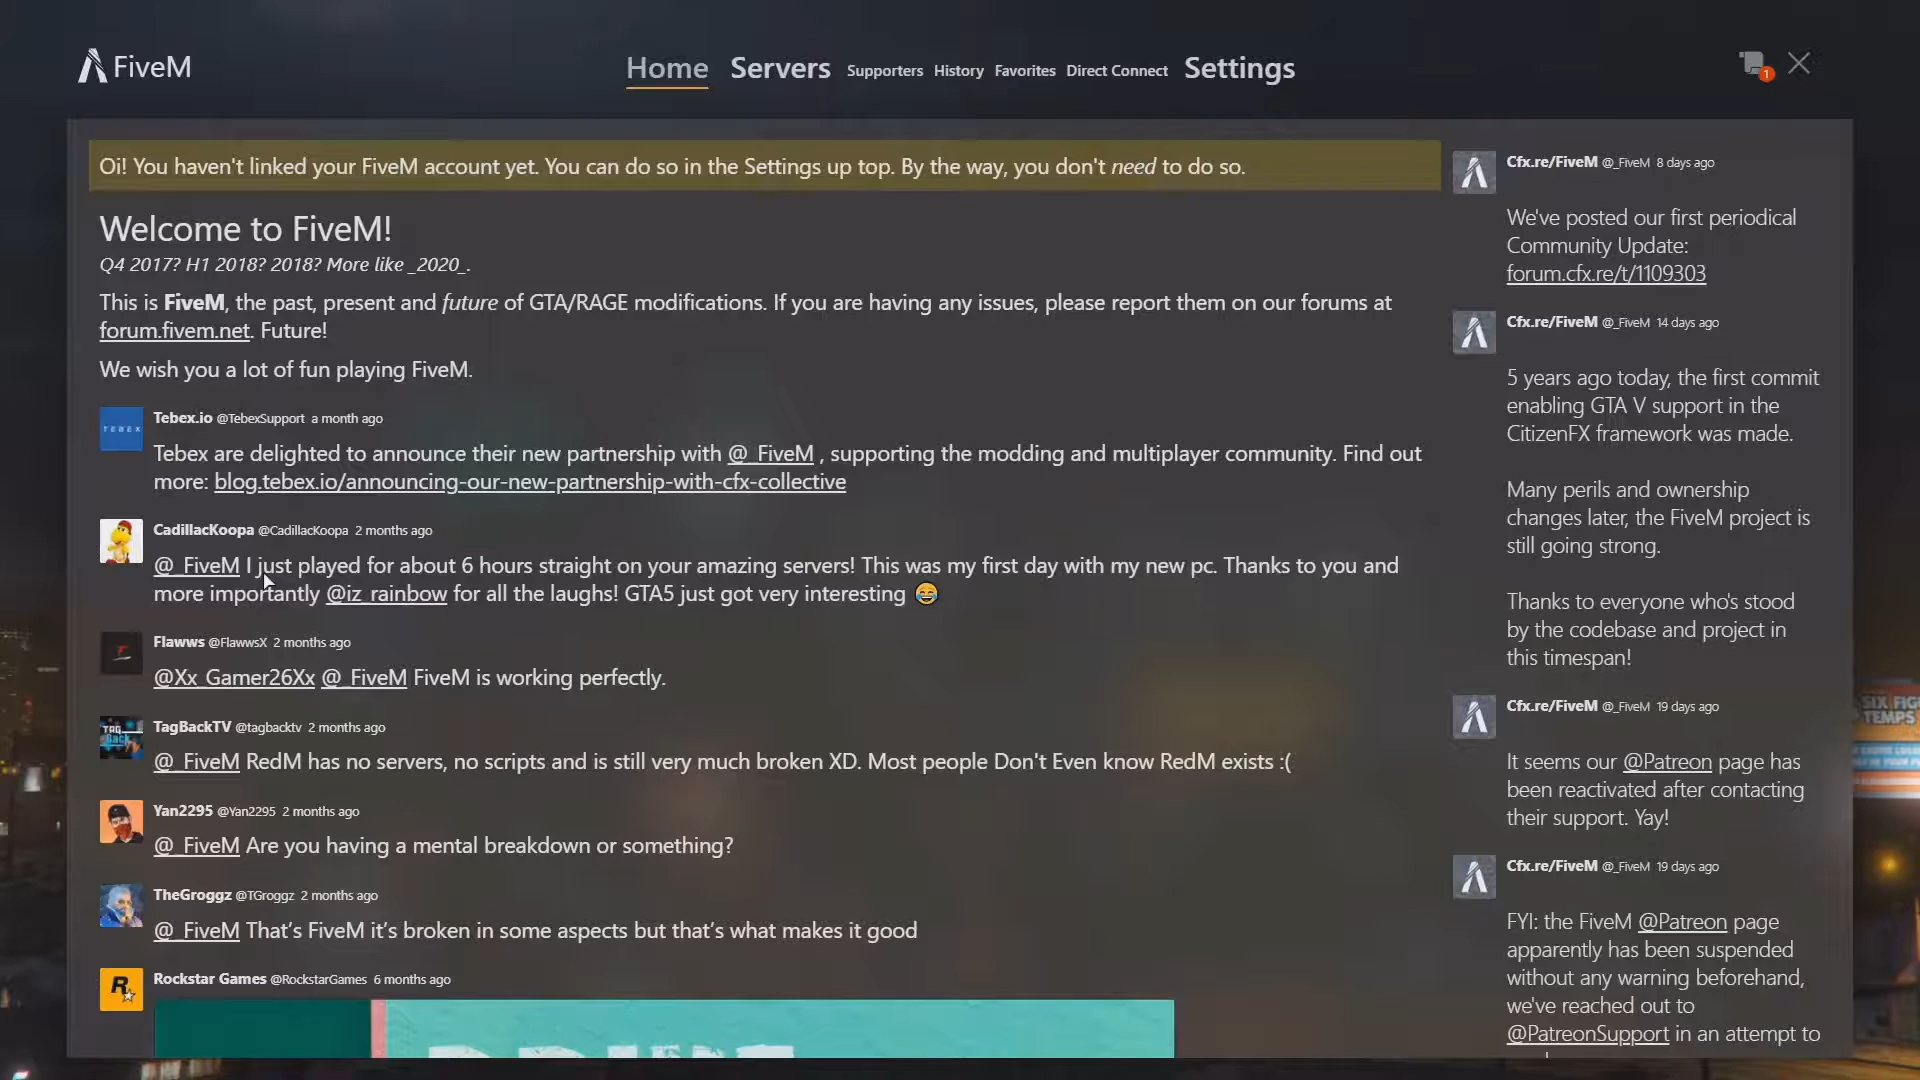 FiveM
Home Servers Supporters History Favorites Direct Connect Settings
1
Oi! You haven't linked your FiveM account yet. You can do so in the Settings up top. By the way, you don't need to do so.
Welcome to FiveM!
Q4 2017? H1 2018? 2018? More like _2020_.
This is FiveM, the past, present and future of GTA/RAGE modifications. If you are having any issues, please report them on our forums at
forum.fivem.net. Future!
We wish you a lot of fun playing FiveM.
TEBEX
Tebex.io @TebexSupport a month ago
Tebex are delighted to announce their new partnership with @_FiveM , supporting the modding and multiplayer community. Find out
more: blog.tebex.io/announcing-our-new-partnership-with-cfx-collective
CadillacKoopa @CadillacKoopa 2 months ago
@_FiveM I just played for about 6 hours straight on your amazing servers! This was my first day with my new pc. Thanks to you and
more importantly @iz_rainbow for all the laughs! GTA5 just got very interesting 😂
Flawws @FlawwsX 2 months ago
@Xx_Gamer26Xx @_FiveM FiveM is working perfectly.
TAG
Back
TagBackTV @tagbacktv 2 months ago
@_FiveM RedM has no servers, no scripts and is still very much broken XD. Most people Don't Even know RedM exists :(
Yan2295 @Yan2295 2 months ago
@_FiveM Are you having a mental breakdown or something?
TheGroggz @TGroggz 2 months ago
@_FiveM That's FiveM it's broken in some aspects but that's what makes it good
R
Rockstar Games @RockstarGames 6 months ago
Cfx.re/FiveM @_FiveM 8 days ago
We've posted our first periodical
Community Update:
forum.cfx.re/t/1109303
Cfx.re/FiveM @_FiveM 14 days ago
5 years ago today, the first commit
enabling GTA V support in the
CitizenFX framework was made.
Many perils and ownership
changes later, the FiveM project is
still going strong.
Thanks to everyone who's stood
by the codebase and project in
this timespan!
Cfx.re/FiveM @_FiveM 19 days ago
It seems our @Patreon page has
been reactivated after contacting
their support. Yay!
Cfx.re/FiveM @_FiveM 19 days ago
FYI: the FiveM @Patreon page
apparently has been suspended
without any warning beforehand,
we've reached out to
@PatreonSupport in an attempt to
SIX FIG
TEMPS